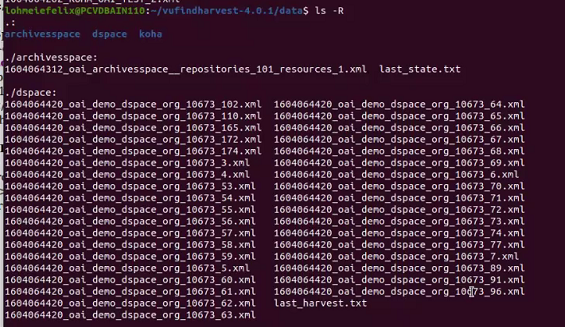 lohmeiefelix@PCVDBAIN110:~/vufindharvest-4.0.1/data$ ls -R
.:
archivesspace  dspace  koha
./archivesspace:
1604064312_oai_archivesspace__repositories_101_resources_1.xml  last_state.txt
./dspace:
1604064420_oai_demo_dspace_org_10673_102.xml  1604064420_oai_demo_dspace_org_10673_64.xml
1604064420_oai_demo_dspace_org_10673_110.xml  1604064420_oai_demo_dspace_org_10673_65.xml
1604064420_oai_demo_dspace_org_10673_165.xml  1604064420_oai_demo_dspace_org_10673_66.xml
1604064420_oai_demo_dspace_org_10673_172.xml  1604064420_oai_demo_dspace_org_10673_67.xml
1604064420_oai_demo_dspace_org_10673_174.xml  1604064420_oai_demo_dspace_org_10673_68.xml
1604064420_oai_demo_dspace_org_10673_3.xml  1604064420_oai_demo_dspace_org_10673_69.xml
1604064420_oai_demo_dspace_org_10673_4.xml  1604064420_oai_demo_dspace_org_10673_6.xml
1604064420_oai_demo_dspace_org_10673_53.xml  1604064420_oai_demo_dspace_org_10673_70.xml
1604064420_oai_demo_dspace_org_10673_54.xml  1604064420_oai_demo_dspace_org_10673_71.xml
1604064420_oai_demo_dspace_org_10673_55.xml  1604064420_oai_demo_dspace_org_10673_72.xml
1604064420_oai_demo_dspace_org_10673_56.xml  1604064420_oai_demo_dspace_org_10673_73.xml
1604064420_oai_demo_dspace_org_10673_57.xml  1604064420_oai_demo_dspace_org_10673_74.xml
1604064420_oai_demo_dspace_org_10673_58.xml  1604064420_oai_demo_dspace_org_10673_77.xml
1604064420_oai_demo_dspace_org_10673_59.xml  1604064420_oai_demo_dspace_org_10673_7.xml
1604064420_oai_demo_dspace_org_10673_5.xml  1604064420_oai_demo_dspace_org_10673_89.xml
1604064420_oai_demo_dspace_org_10673_60.xml  1604064420_oai_demo_dspace_org_10673_91.xml
1604064420_oai_demo_dspace_org_10673_61.xml  1604064420_oai_demo_dspace_org_10673_96.xml
1604064420_oai_demo_dspace_org_10673_62.xml  last_harvest.txt
1604064420_oai_demo_dspace_org_10673_63.xml